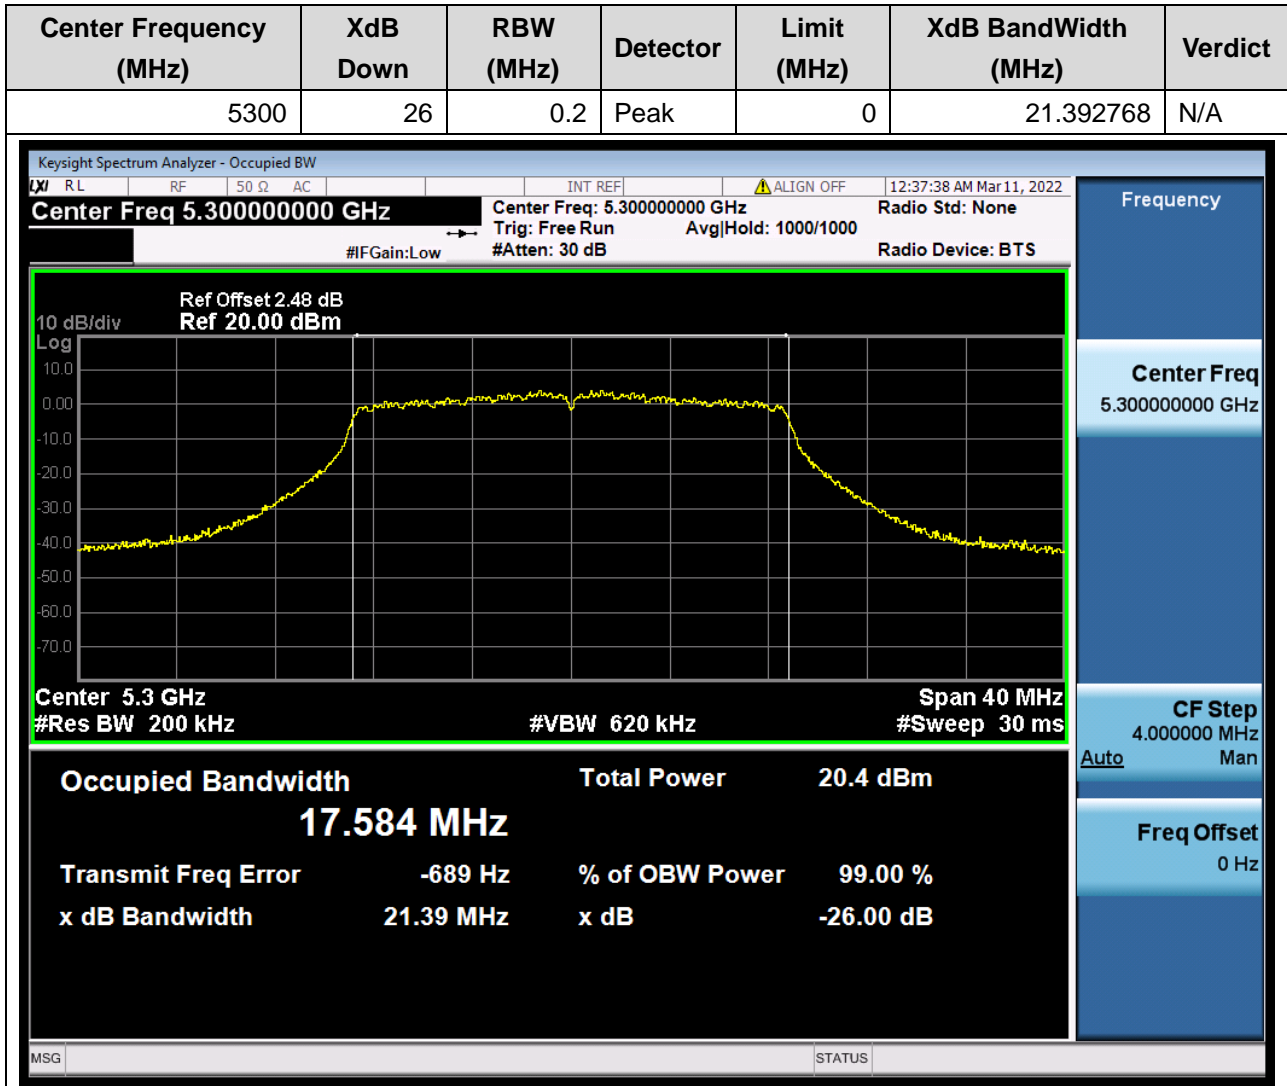 Center Frequency (MHz) XdB Down RBW (MHz) Detector Limit (MHz) XdB BandWidth (MHz) Verdict
5300 26 0.2 Peak 0 21.392768 N/A
Keysight Spectrum Analyzer - Occupied BW
LXI RL RF 50 Ω AC INT REF ALIGN OFF 12:37:38 AM Mar 11, 2022
Center Freq 5.300000000 GHz Center Freq: 5.300000000 GHz Radio Std: None
Trig: Free Run Avg|Hold: 1000/1000
#IFGain:Low #Atten: 30 dB Radio Device: BTS
Frequency
Ref Offset 2.48 dB
10 dB/div Ref 20.00 dBm
Log
10.0
0.00
-10.0
-20.0
-30.0
-40.0
-50.0
-60.0
-70.0
Center 5.3 GHz Span 40 MHz
#Res BW 200 kHz #VBW 620 kHz #Sweep 30 ms
Center Freq
5.300000000 GHz
CF Step
4.000000 MHz
Auto Man
Freq Offset
0 Hz
Occupied Bandwidth Total Power 20.4 dBm
17.584 MHz
Transmit Freq Error -689 Hz % of OBW Power 99.00 %
x dB Bandwidth 21.39 MHz x dB -26.00 dB
MSG STATUS